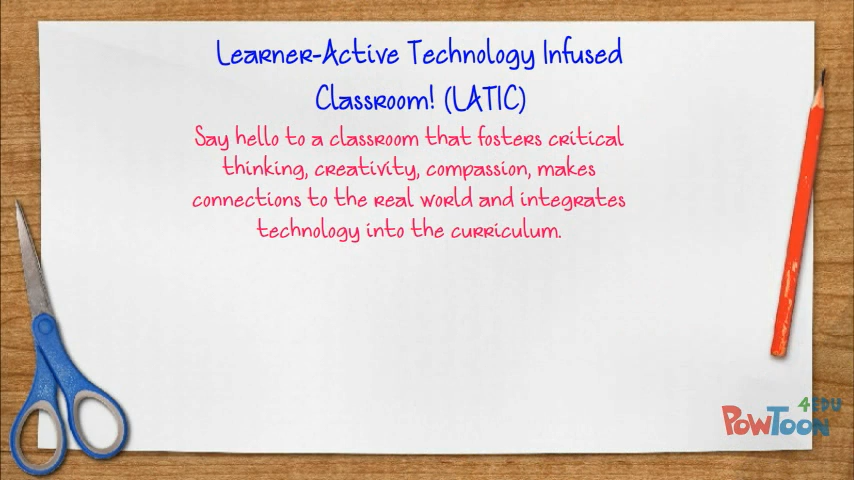 Learner-Active Technology Infused
Classroom! (LATIC)
Say hello to a classroom that fosters critical
thinking, creativity, compassion, makes
connections to the real world and integrates
technology into the curriculum.
4EDU
POWTOON